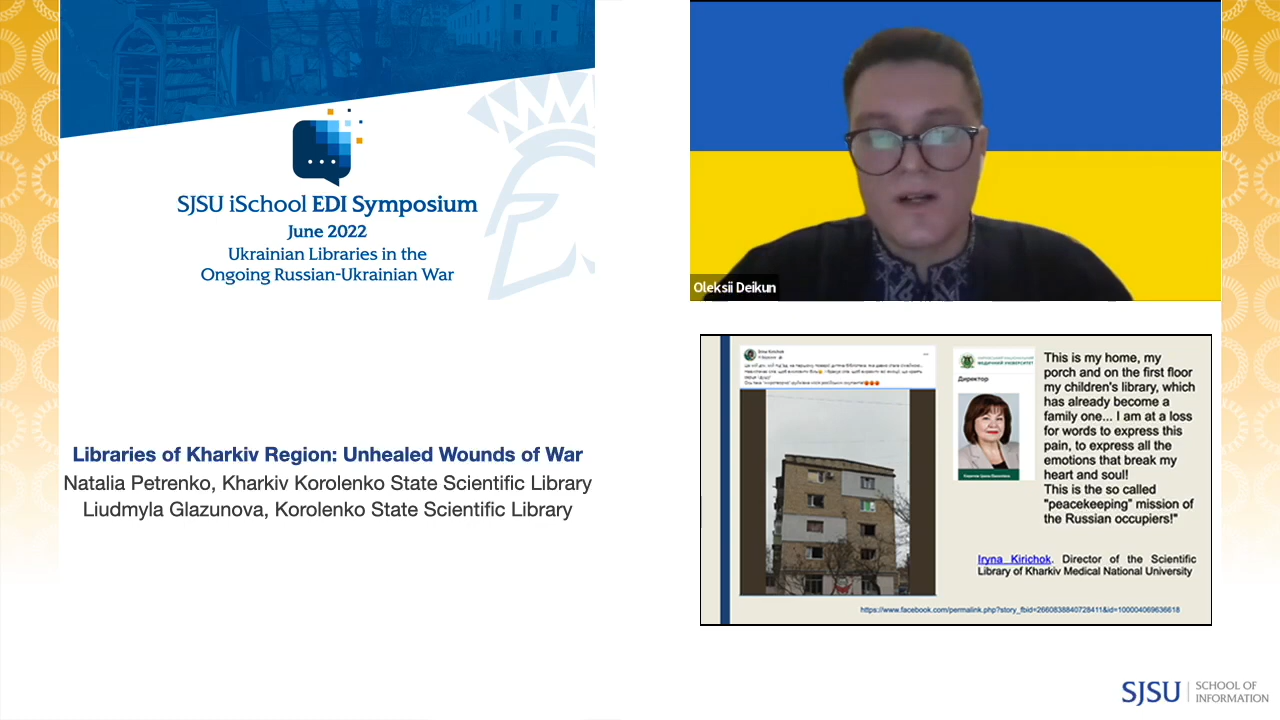 SJSU iSchool EDI Symposium
June 2022
Ukrainian Libraries in the
Ongoing Russian-Ukrainian War
Libraries of Kharkiv Region: Unhealed Wounds of War
Natalia Petrenko, Kharkiv Korolenko State Scientific Library
Liudmyla Glazunova, Korolenko State Scientific Library
Oleksii Deikun
Iryna Kirichok
МЕДИЧНИЙ УНІВЕРСИТЕТ
Директор
This is my home, my
porch and on the first floor
my children's library, which
has already become a
family one... I am at a loss
for words to express this
pain, to express all the
emotions that break my
heart and soul!
This is the so called
"peacekeeping" mission of
the Russian occupiers!"
Iryna Kirichok. Director of the Scientific
Library of Kharkiv Medical National University
https://www.facebook.com/permalink.php?story_fbid=2660838840728411&id=100004069636618
SJSU
SCHOOL OF
INFORMATION